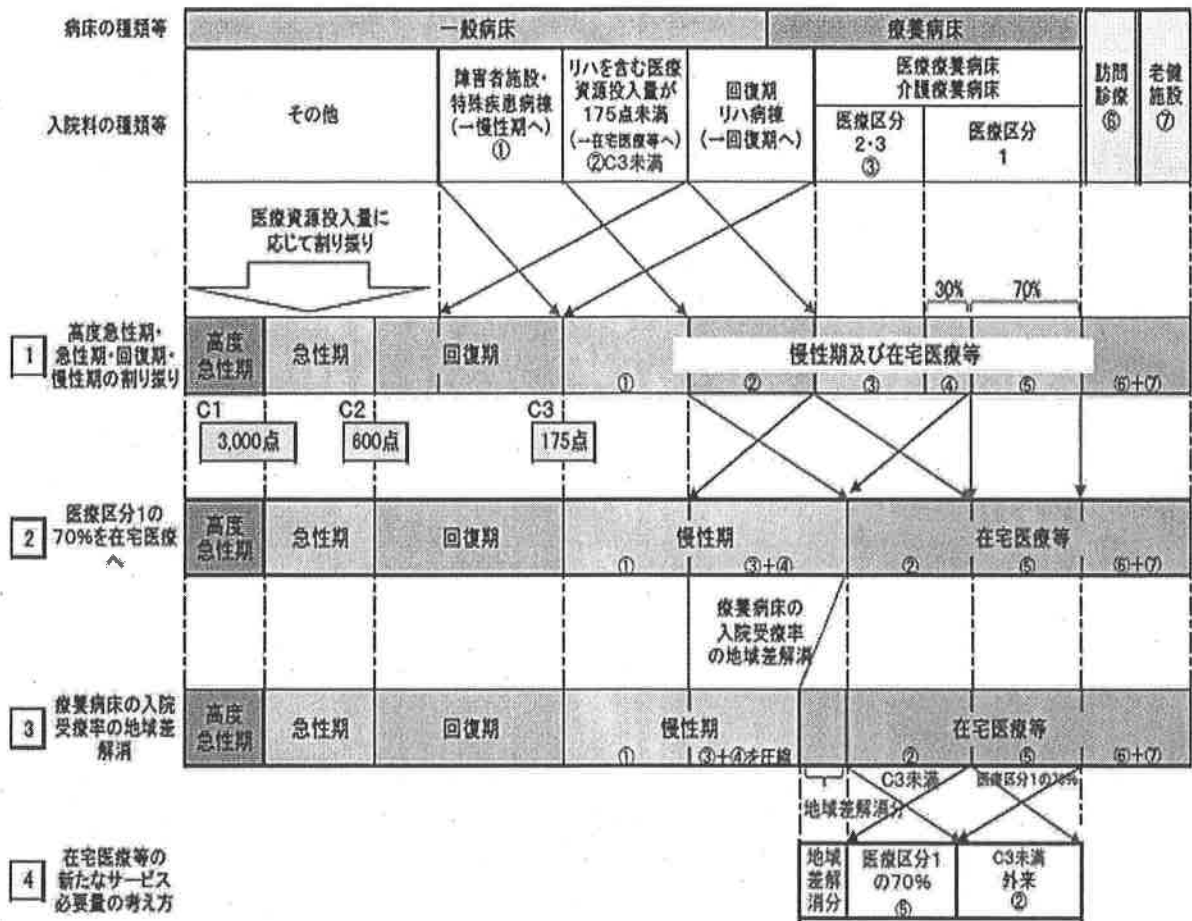 病床の種類等
一般病床
療養病床
入院料の種類等
その他
障害者施設・
特殊疾患病棟
(→慢性期へ)
①
リハを含む医療
資源投入量が
175点未満
(→在宅医療等へ)
②C3未満
回復期
リハ病棟
(→回復期へ)
医療療養病床
介護療養病床
医療区分
2・3
③
医療区分
1
訪問
診療
⑥
老健
施設
⑦
医療資源投入量に
応じて割り振り
30%
70%
1
高度急性期・
急性期・回復期・
慢性期の割り振り
高度
急性期
急性期
回復期
慢性期及び在宅医療等
①
②
③
④
⑤
⑥+⑦
C1
3,000点
C2
600点
C3
175点
2
医療区分1の
70%を在宅医療
へ
高度
急性期
急性期
回復期
慢性期
在宅医療等
①
③+④
②
⑤
⑥+⑦
療養病床の
入院受療率
の地域差解消
3
療養病床の入院
受療率の地域差
解消
高度
急性期
急性期
回復期
慢性期
在宅医療等
①
③+④を圧縮
②
⑤
⑥+⑦
C3未満
医療区分1の70%
地域差解消分
4
在宅医療等の
新たなサービス
必要量の考え方
地域
差解
消分
医療区分1
の70%
⑤
C3未満
外来
②